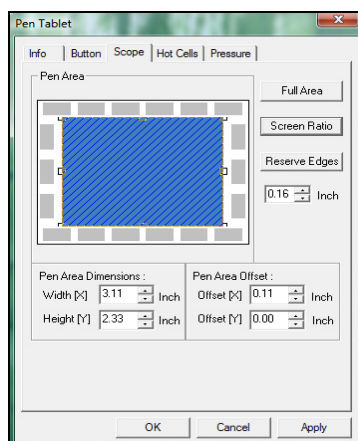 Pen Tablet
Info Button Scope Hot Cells Pressure
Pen Area
Full Area
Screen Ratio
Reserve Edges
0.16 Inch
Pen Area Dimensions :
Width [X] 3.11 Inch
Height [Y] 2.33 Inch
Pen Area Offset :
Offset [X] 0.11 Inch
Offset [Y] 0.00 Inch
OK Cancel Apply